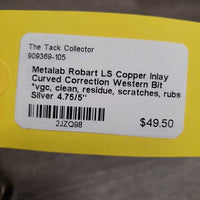 The Tack Collector
909369-105
Metalab Robart LS Copper Inlay
Curved Correction Western Bit
*vgc, clean, residue, scratches, rubs
Silver 4.75/5"
$49.50
2JZQ98